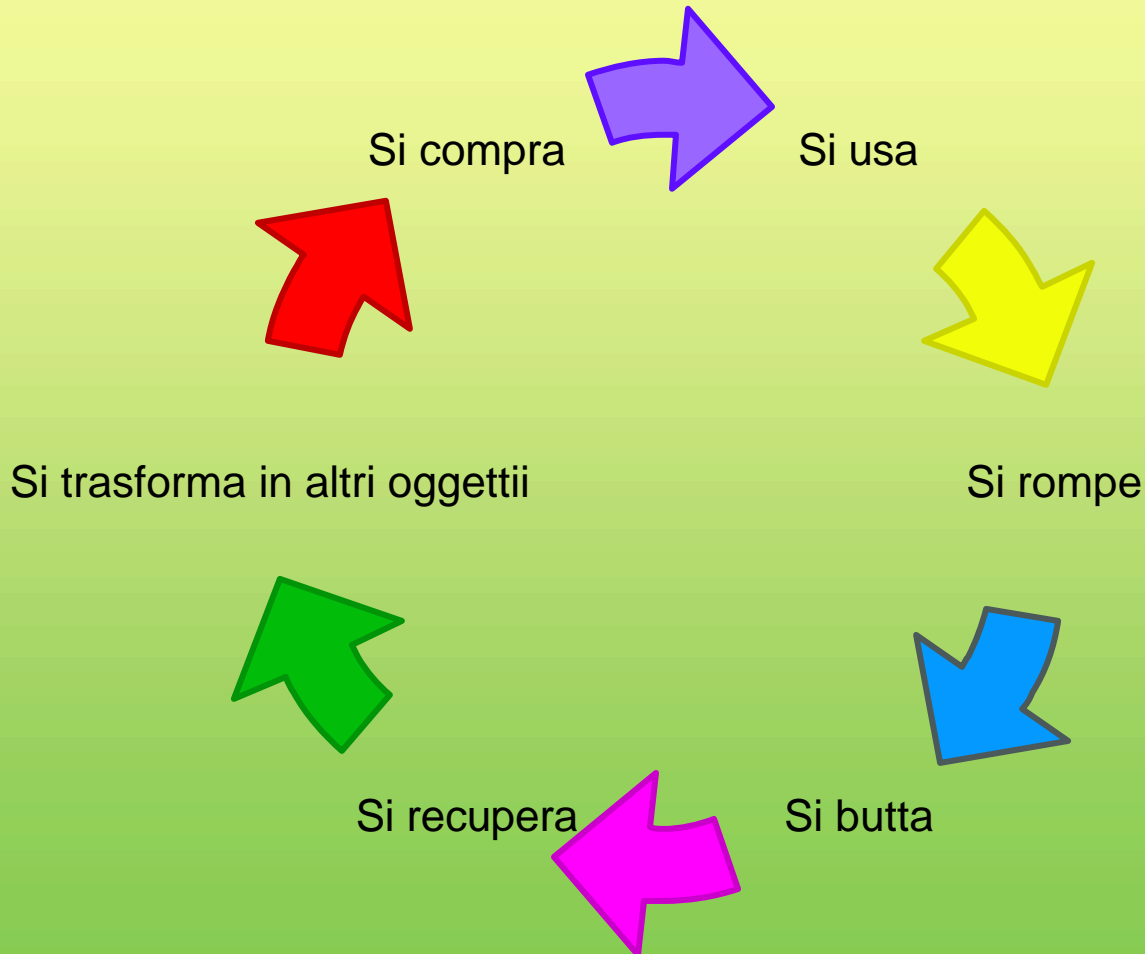 Si compra
Si usa
Si trasforma in altri oggettii
Si rompe
Si recupera
Si butta